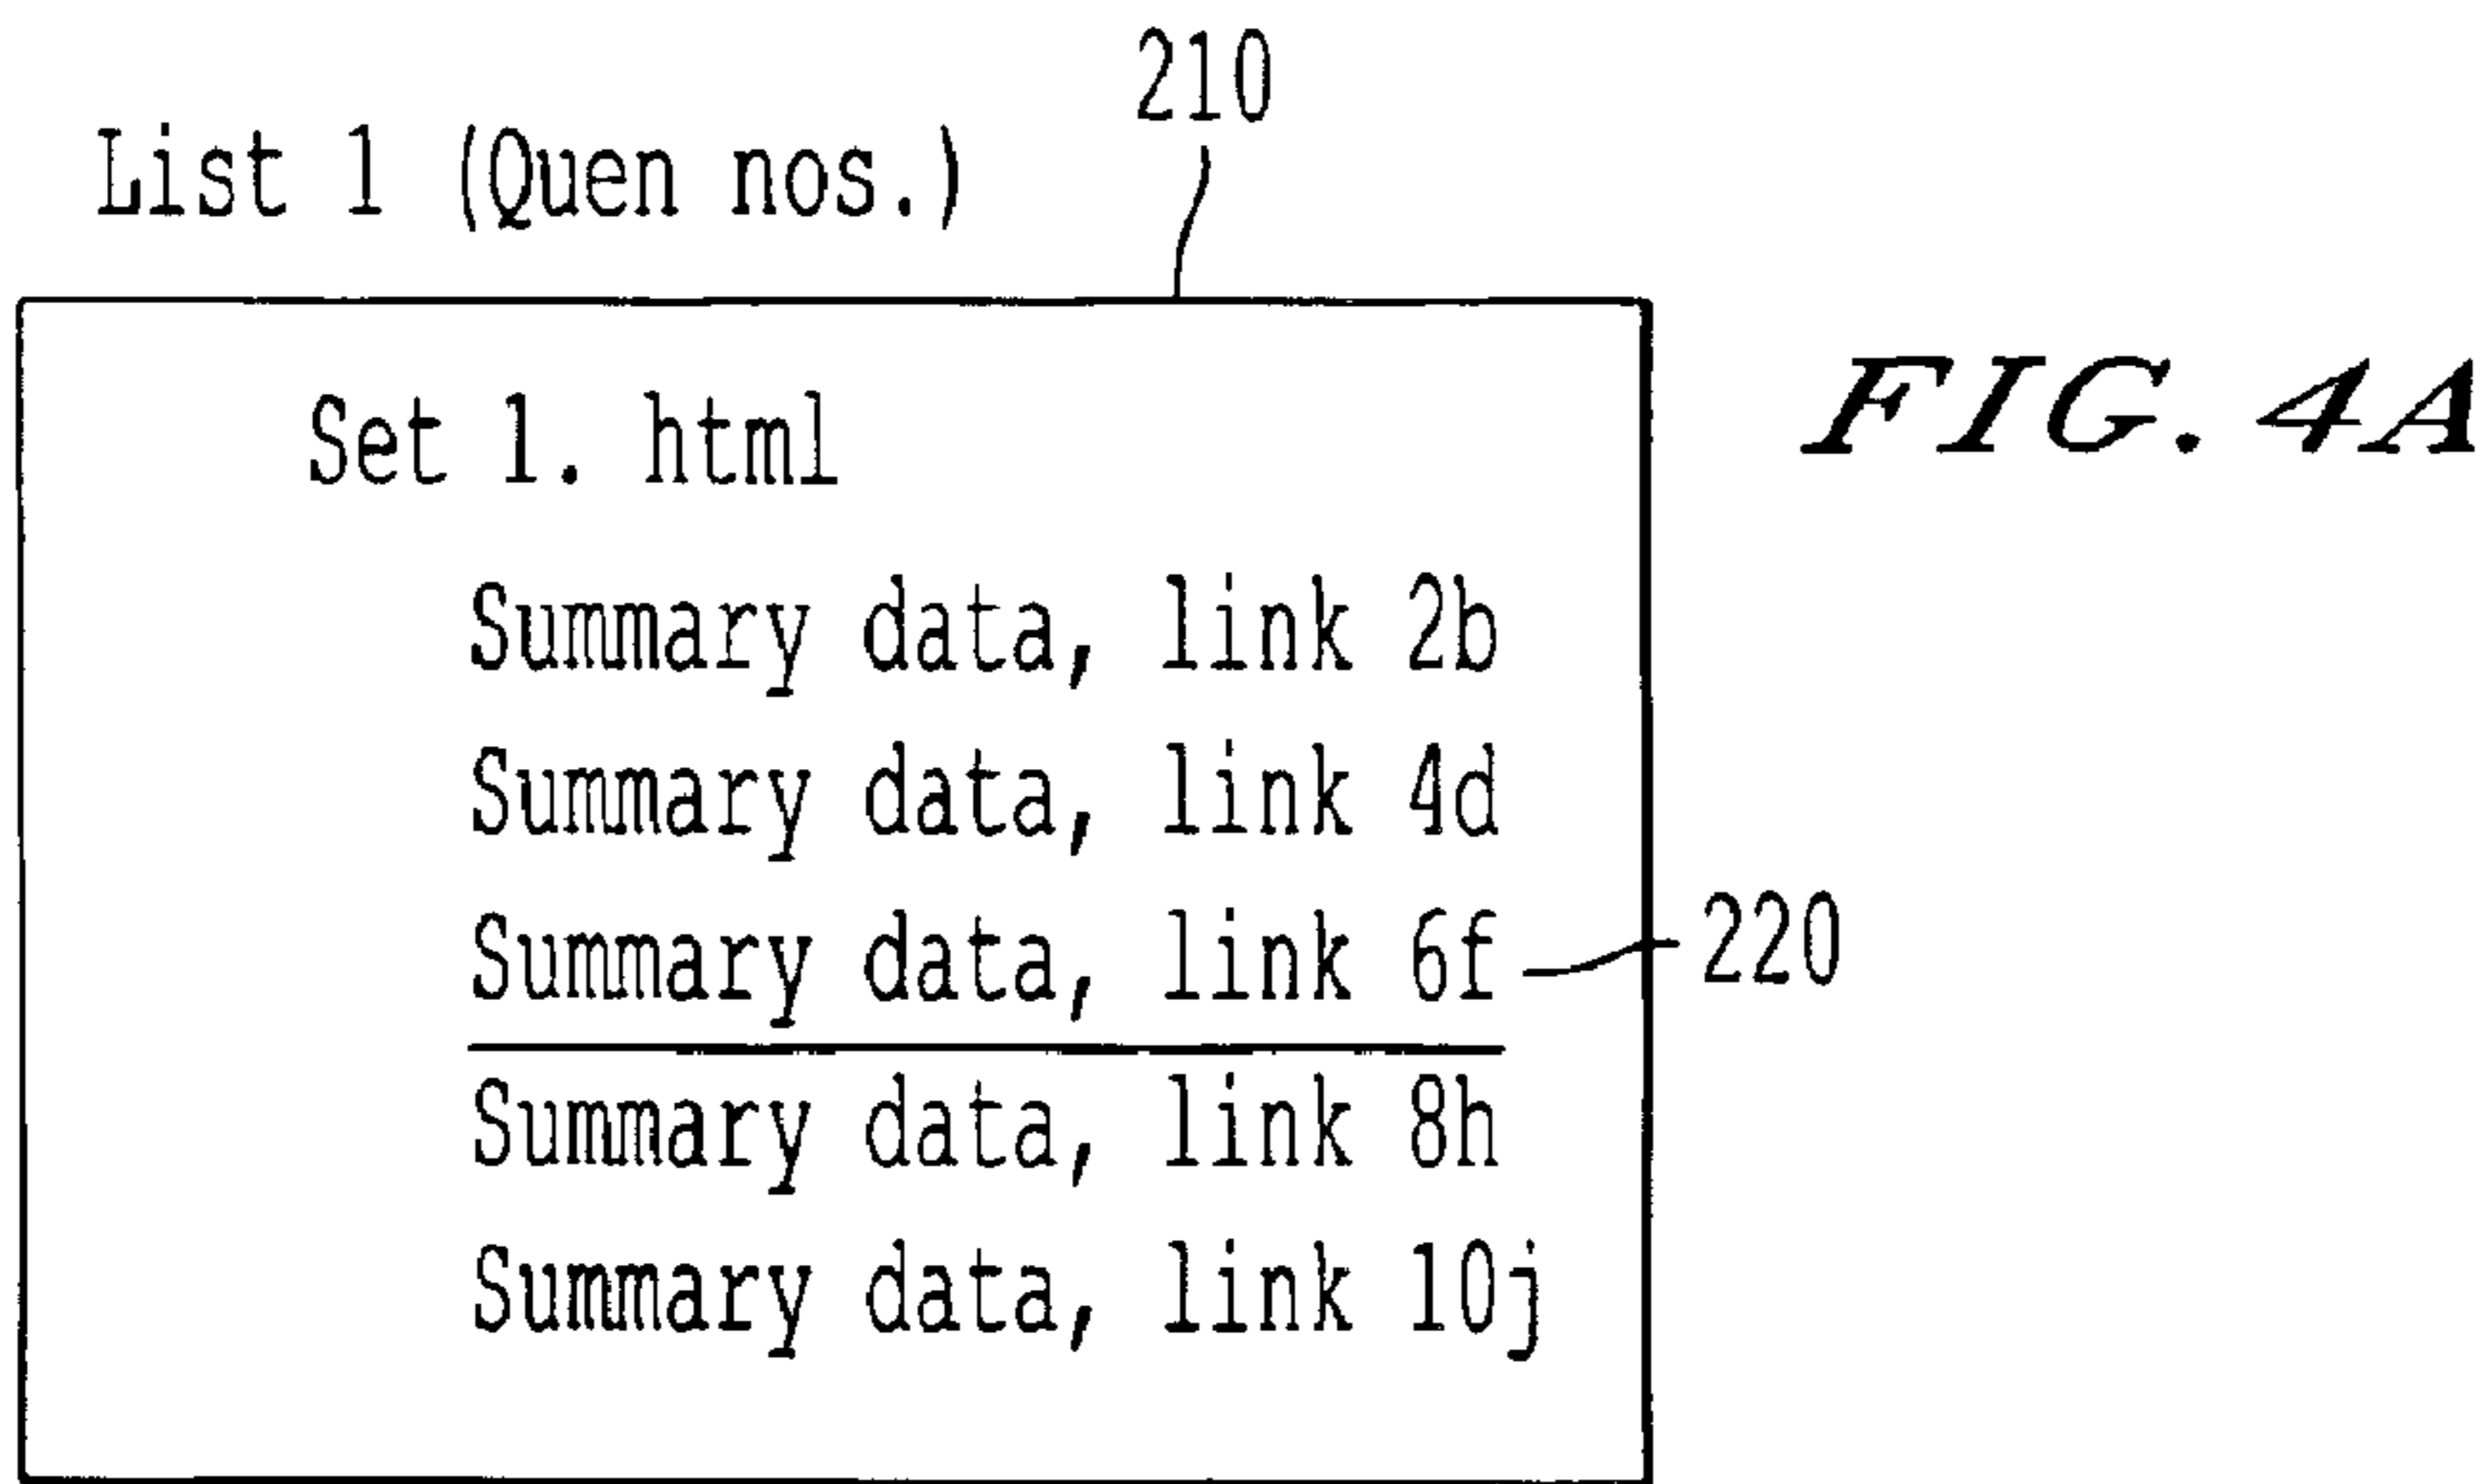 210
List 1 (Quen nos.)
Set 1. html
FIG. 4A
Summary data, link 2b
Summary data, link 4d
Summary data, link 6f
220
Summary data, link 8h
Summary data, link 10j